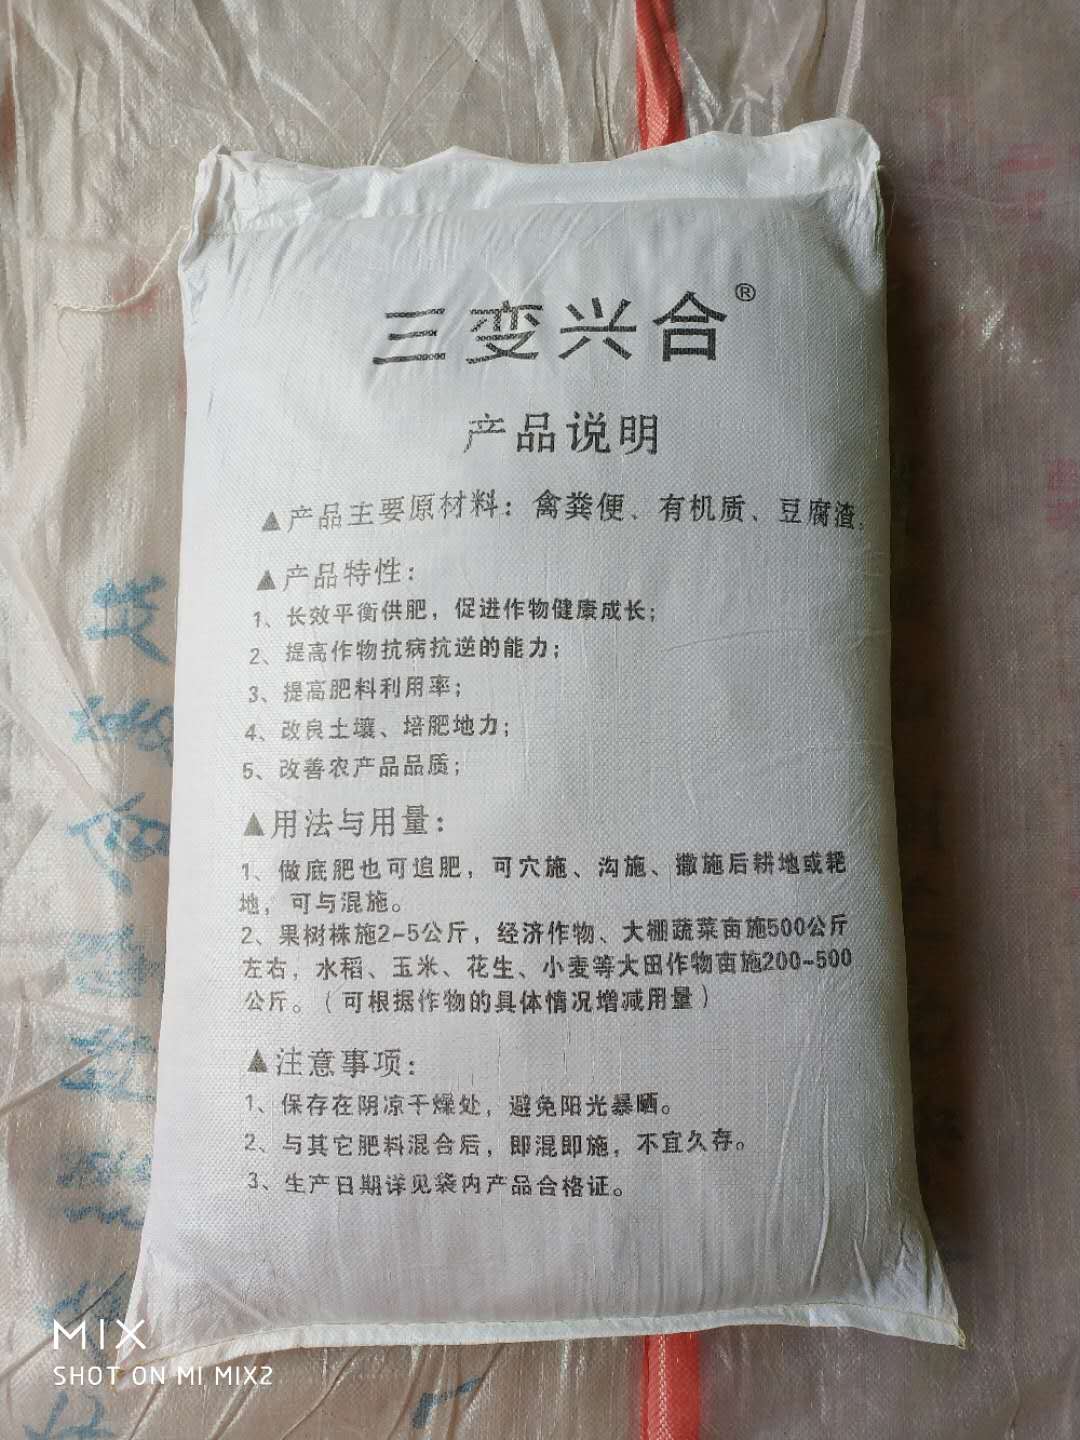 三变兴合®
产品说明
▲产品主要原材料：禽粪便、有机质、豆腐渣。
▲产品特性：
1、长效平衡供肥，促进作物健康成长；
2、提高作物抗病抗逆的能力；
3、提高肥料利用率；
4、改良土壤、培肥地力；
5、改善农产品品质；
▲用法与用量：
1、做底肥也可追肥，可穴施、沟施、撒施后耕地或耙
地，可与混施。
2、果树株施2-5公斤，经济作物、大棚蔬菜亩施500公斤
左右，水稻、玉米、花生、小麦等大田作物亩施200-500
公斤。（可根据作物的具体情况增减用量）
▲注意事项：
1、保存在阴凉干燥处，避免阳光暴晒。
2、与其它肥料混合后，即混即施，不宜久存。
3、生产日期详见袋内产品合格证。
MIX
SHOT ON MI MIX2